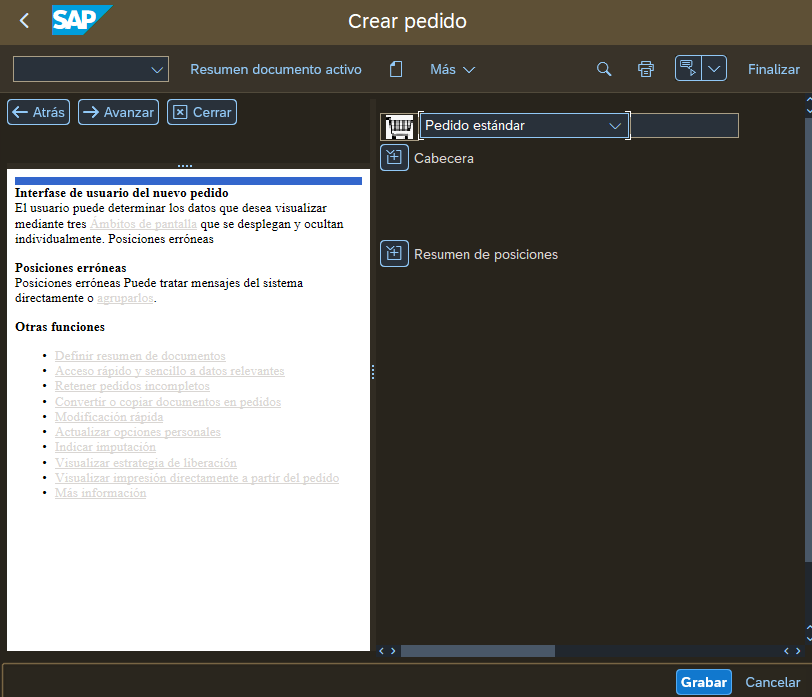 SAP
Crear pedido
Resumen documento activo
Más
Finalizar
Atrás
Avanzar
Cerrar
Pedido estándar
Cabecera
Resumen de posiciones
Interfase de usuario del nuevo pedido
El usuario puede determinar los datos que desea visualizar
mediante tres Ámbitos de pantalla que se desplegan y ocultan
individualmente. Posiciones erróneas
Posiciones erróneas
Posiciones erróneas Puede tratar mensajes del sistema
directamente o agruparlos.
Otras funciones
• Definir resumen de documentos
• Acceso rápido y sencillo a datos relevantes
• Retener pedidos incompletos
• Convertir o copiar documentos en pedidos
• Modificación rápida
• Actualizar opciones personales
• Indicar imputación
• Visualizar estrategia de liberación
• Visualizar impresión directamente a partir del pedido
• Más información
Grabar
Cancelar